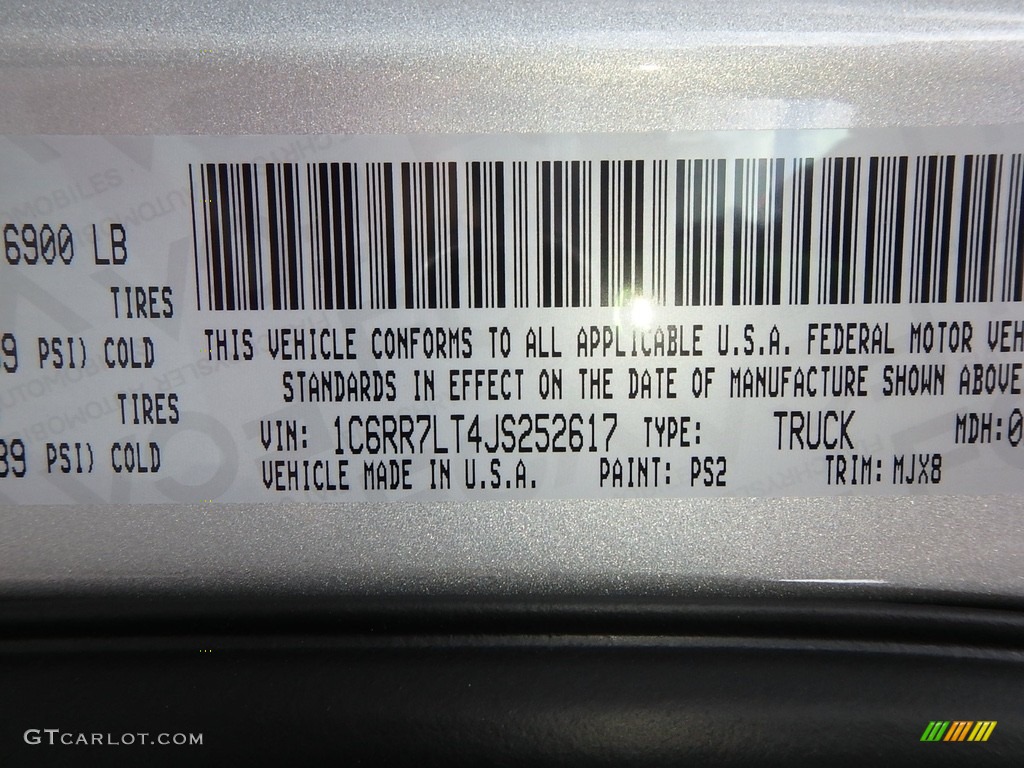 6900 LB
TIRES
39 PSI) COLD
TIRES
39 PSI) COLD
THIS VEHICLE CONFORMS TO ALL APPLICABLE U.S.A. FEDERAL MOTOR VEH
STANDARDS IN EFFECT ON THE DATE OF MANUFACTURE SHOWN ABOVE
VIN: 1C6RR7LT4JS252617 TYPE: TRUCK MDH:0
VEHICLE MADE IN U.S.A. PAINT: PS2 TRIM: MJX8
GTCARLOT.COM